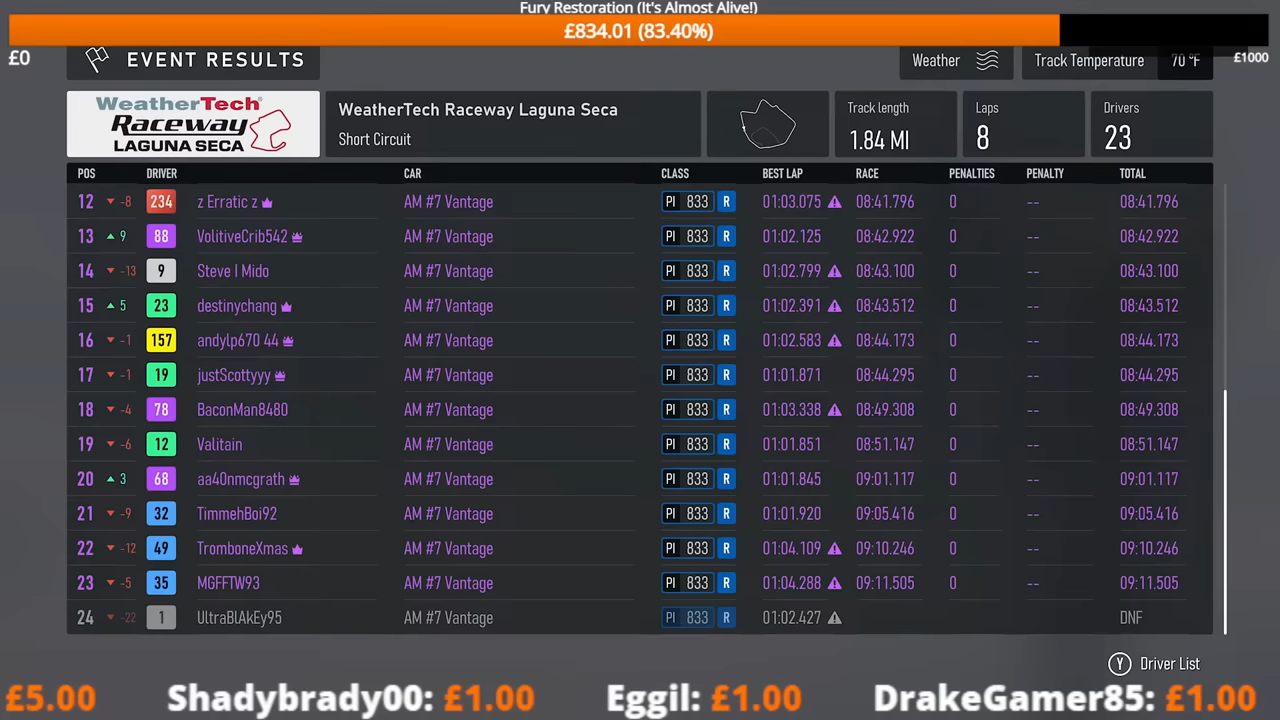 Fury Restoration (It's Almost Alive!)
£834.01 (83.40%)
£0
£1000
EVENT RESULTS
Weather
Track Temperature 70 °F
WeatherTech®
Raceway
LAGUNA SECA
WeatherTech Raceway Laguna Seca
Short Circuit
Track length
1.84 MI
Laps
8
Drivers
23
POS DRIVER CAR CLASS BEST LAP RACE PENALTIES PENALTY TOTAL
12 -8 234 z Erratic z AM #7 Vantage PI 833 R 01:03.075 08:41.796 0 -- 08:41.796
13 9 88 VolitiveCrib542 AM #7 Vantage PI 833 R 01:02.125 08:42.922 0 -- 08:42.922
14 -13 9 Steve I Mido AM #7 Vantage PI 833 R 01:02.799 08:43.100 0 -- 08:43.100
15 5 23 destinychang AM #7 Vantage PI 833 R 01:02.391 08:43.512 0 -- 08:43.512
16 -1 157 andylp670 44 AM #7 Vantage PI 833 R 01:02.583 08:44.173 0 -- 08:44.173
17 -1 19 justScottyyy AM #7 Vantage PI 833 R 01:01.871 08:44.295 0 -- 08:44.295
18 -4 78 BaconMan8480 AM #7 Vantage PI 833 R 01:03.338 08:49.308 0 -- 08:49.308
19 -6 12 Valitain AM #7 Vantage PI 833 R 01:01.851 08:51.147 0 -- 08:51.147
20 3 68 aa40nmcgrath AM #7 Vantage PI 833 R 01:01.845 09:01.117 0 -- 09:01.117
21 -9 32 TimmehBoi92 AM #7 Vantage PI 833 R 01:01.920 09:05.416 0 -- 09:05.416
22 -12 49 TromboneXmas AM #7 Vantage PI 833 R 01:04.109 09:10.246 0 -- 09:10.246
23 -5 35 MGFFTW93 AM #7 Vantage PI 833 R 01:04.288 09:11.505 0 -- 09:11.505
24 -22 1 UltraBlAkEy95 AM #7 Vantage PI 833 R 01:02.427 DNF
Y Driver List
£5.00 Shadybrady00: £1.00 Eggil: £1.00 DrakeGamer85: £1.00